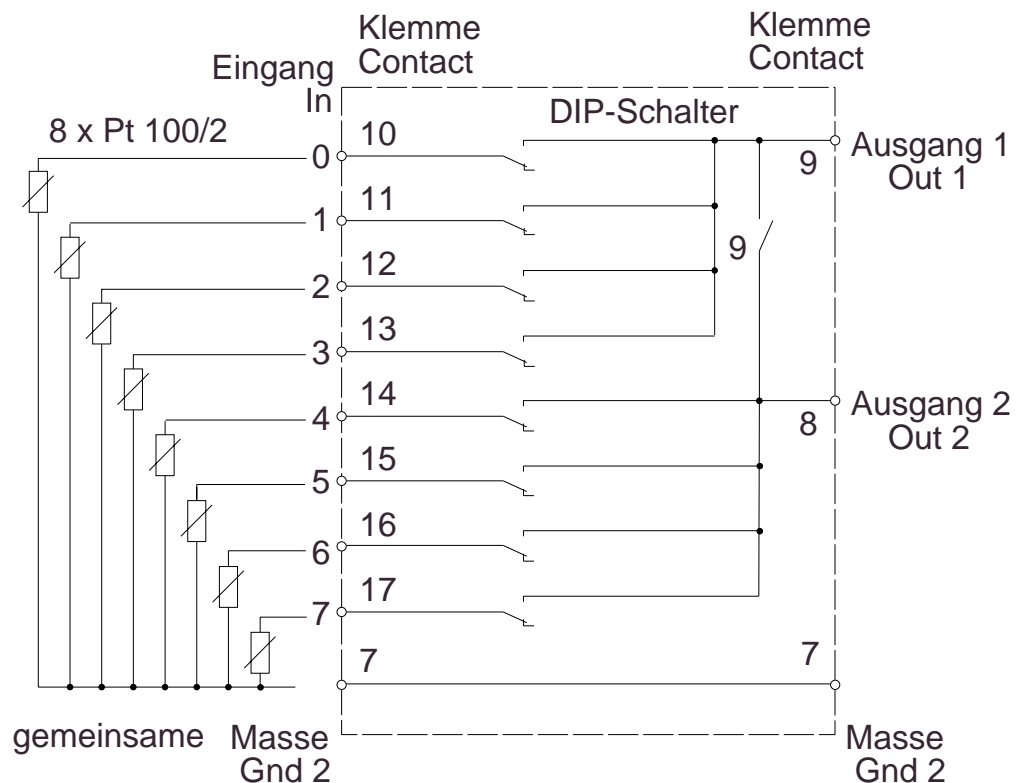 Klemme
Contact
Klemme
Contact
Eingang
In
DIP-Schalter
8 x Pt 100/2
0
10
9
Ausgang 1
Out 1
1
11
9
2
12
3
13
4
14
8
Ausgang 2
Out 2
5
15
6
16
7
17
7
7
gemeinsame
Masse
Gnd 2
Masse
Gnd 2